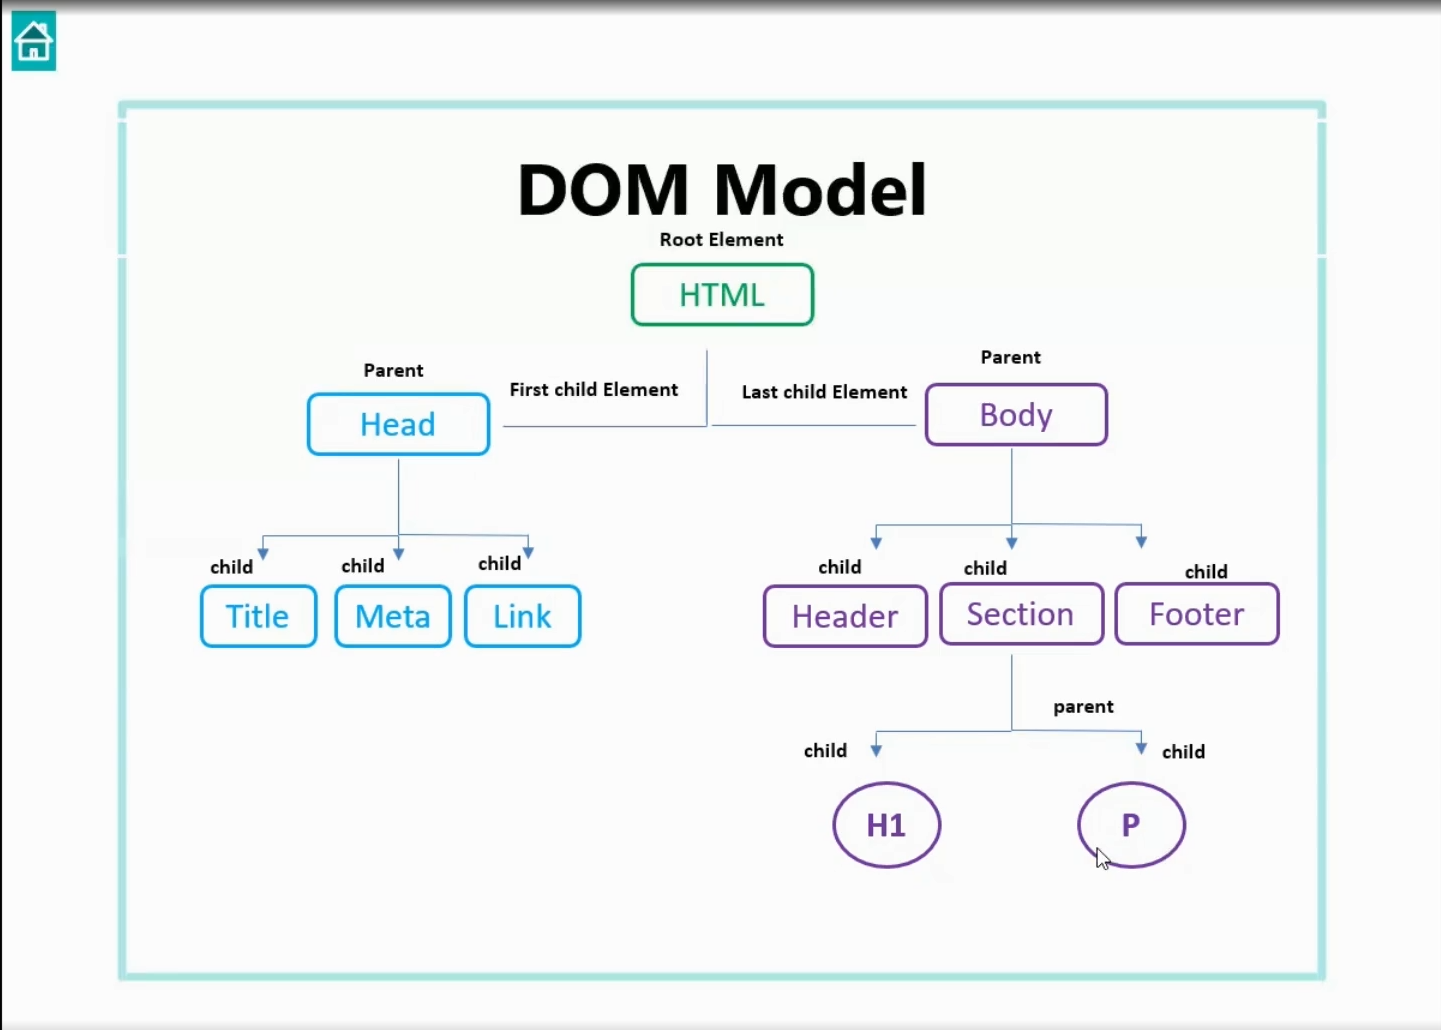 DOM Model
Root Element
HTML
Parent
Parent
First child Element
Last child Element
Head
Body
child
child
child
child
child
child
Title
Meta
Link
Header
Section
Footer
parent
child
child
H1
P